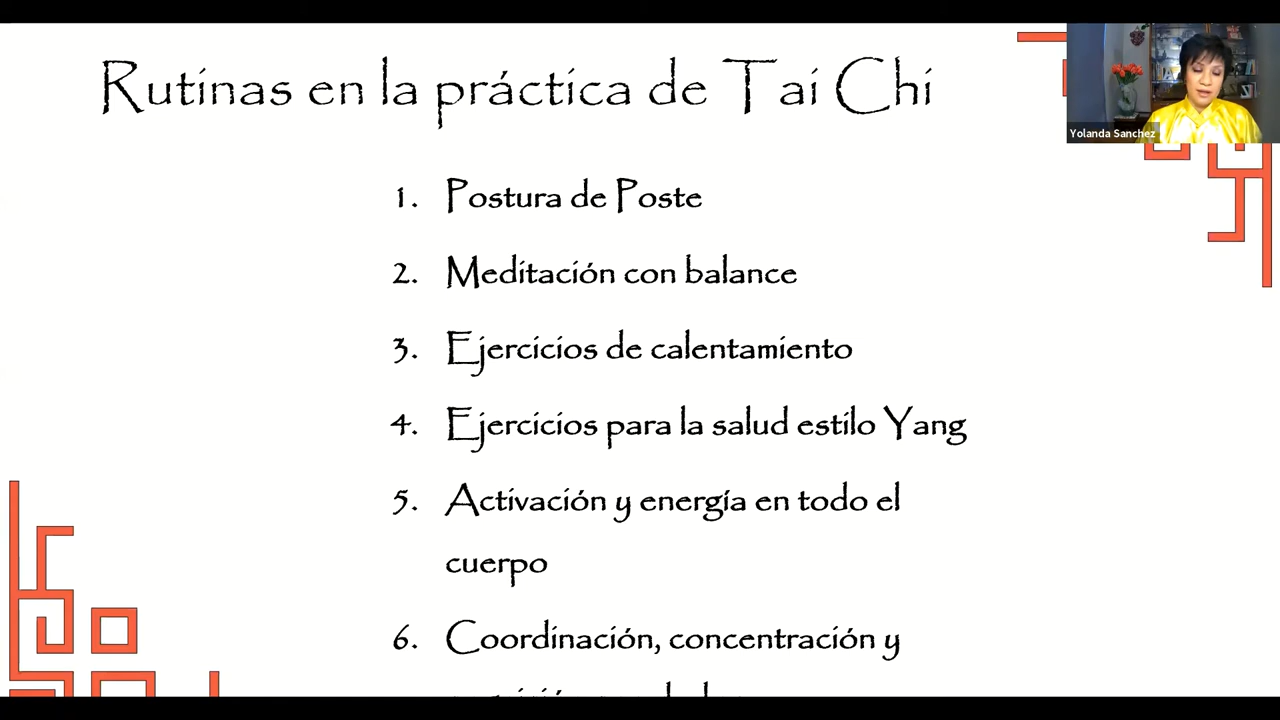 Rutinas en la práctica de Tai Chi
Yolanda Sanchez
1. Postura de Poste
2. Meditación con balance
3. Ejercicios de calentamiento
4. Ejercicios para la salud estilo Yang
5. Activación y energía en todo el
cuerpo
6. Coordinación, concentración y